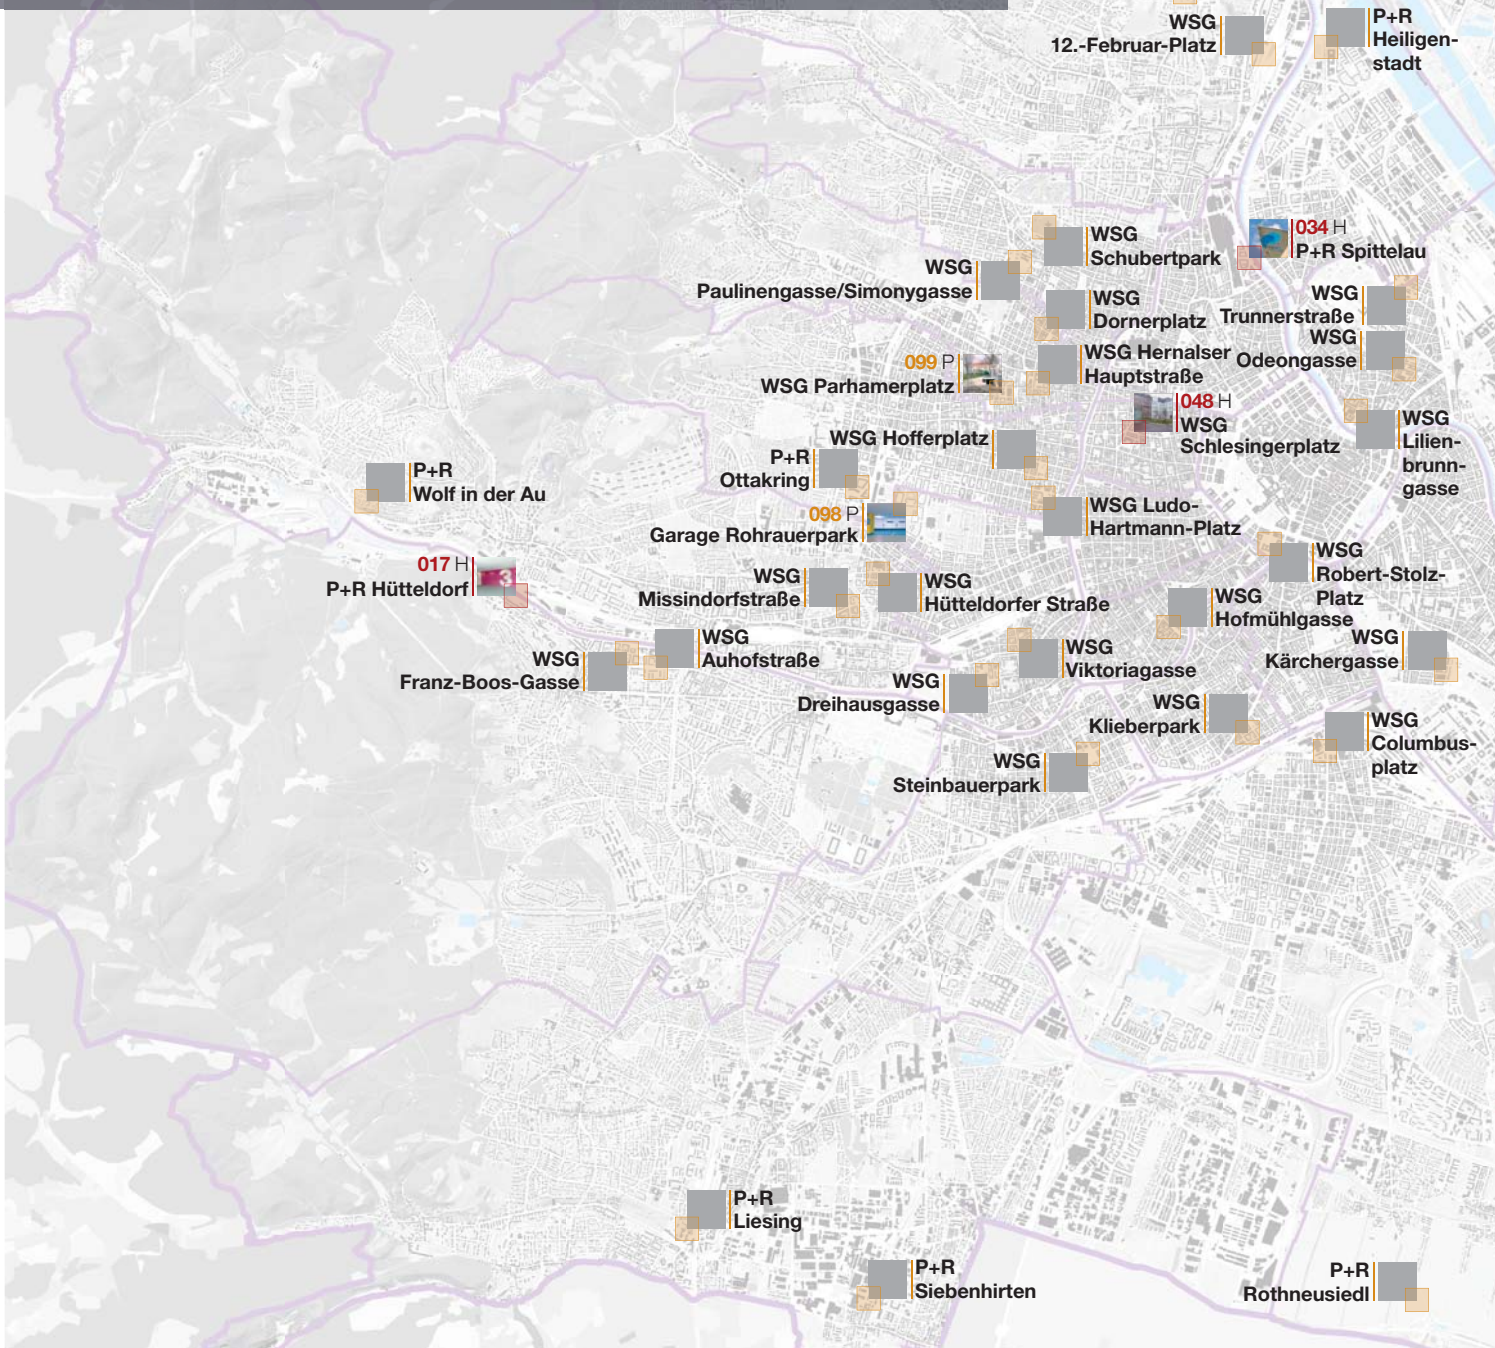 WSG
12.-Februar-Platz
P+R
Heiligen-
stadt
WSG
Schubertpark
034 H
P+R Spittelau
WSG
Paulinengasse/Simonygasse
WSG
Dornerplatz
WSG
Trunnerstraße
WSG
Odeongasse
WSG Hernalser
Hauptstraße
099 P
WSG Parhamerplatz
048 H
WSG
Schlesingerplatz
WSG
Lilien-
brunn-
gasse
WSG Hofferplatz
P+R
Ottakring
P+R
Wolf in der Au
WSG Ludo-
Hartmann-Platz
098 P
Garage Rohrauerpark
WSG
Robert-Stolz-
Platz
017 H
P+R Hütteldorf
3
WSG
Missindorfstraße
WSG
Hütteldorfer Straße
WSG
Hofmühlgasse
WSG
Kärchergasse
WSG
Auhofstraße
WSG
Franz-Boos-Gasse
WSG
Viktoriagasse
WSG
Dreihausgasse
WSG
Klieberpark
WSG
Columbus-
platz
WSG
Steinbauerpark
P+R
Liesing
P+R
Siebenhirten
P+R
Rothneusiedl